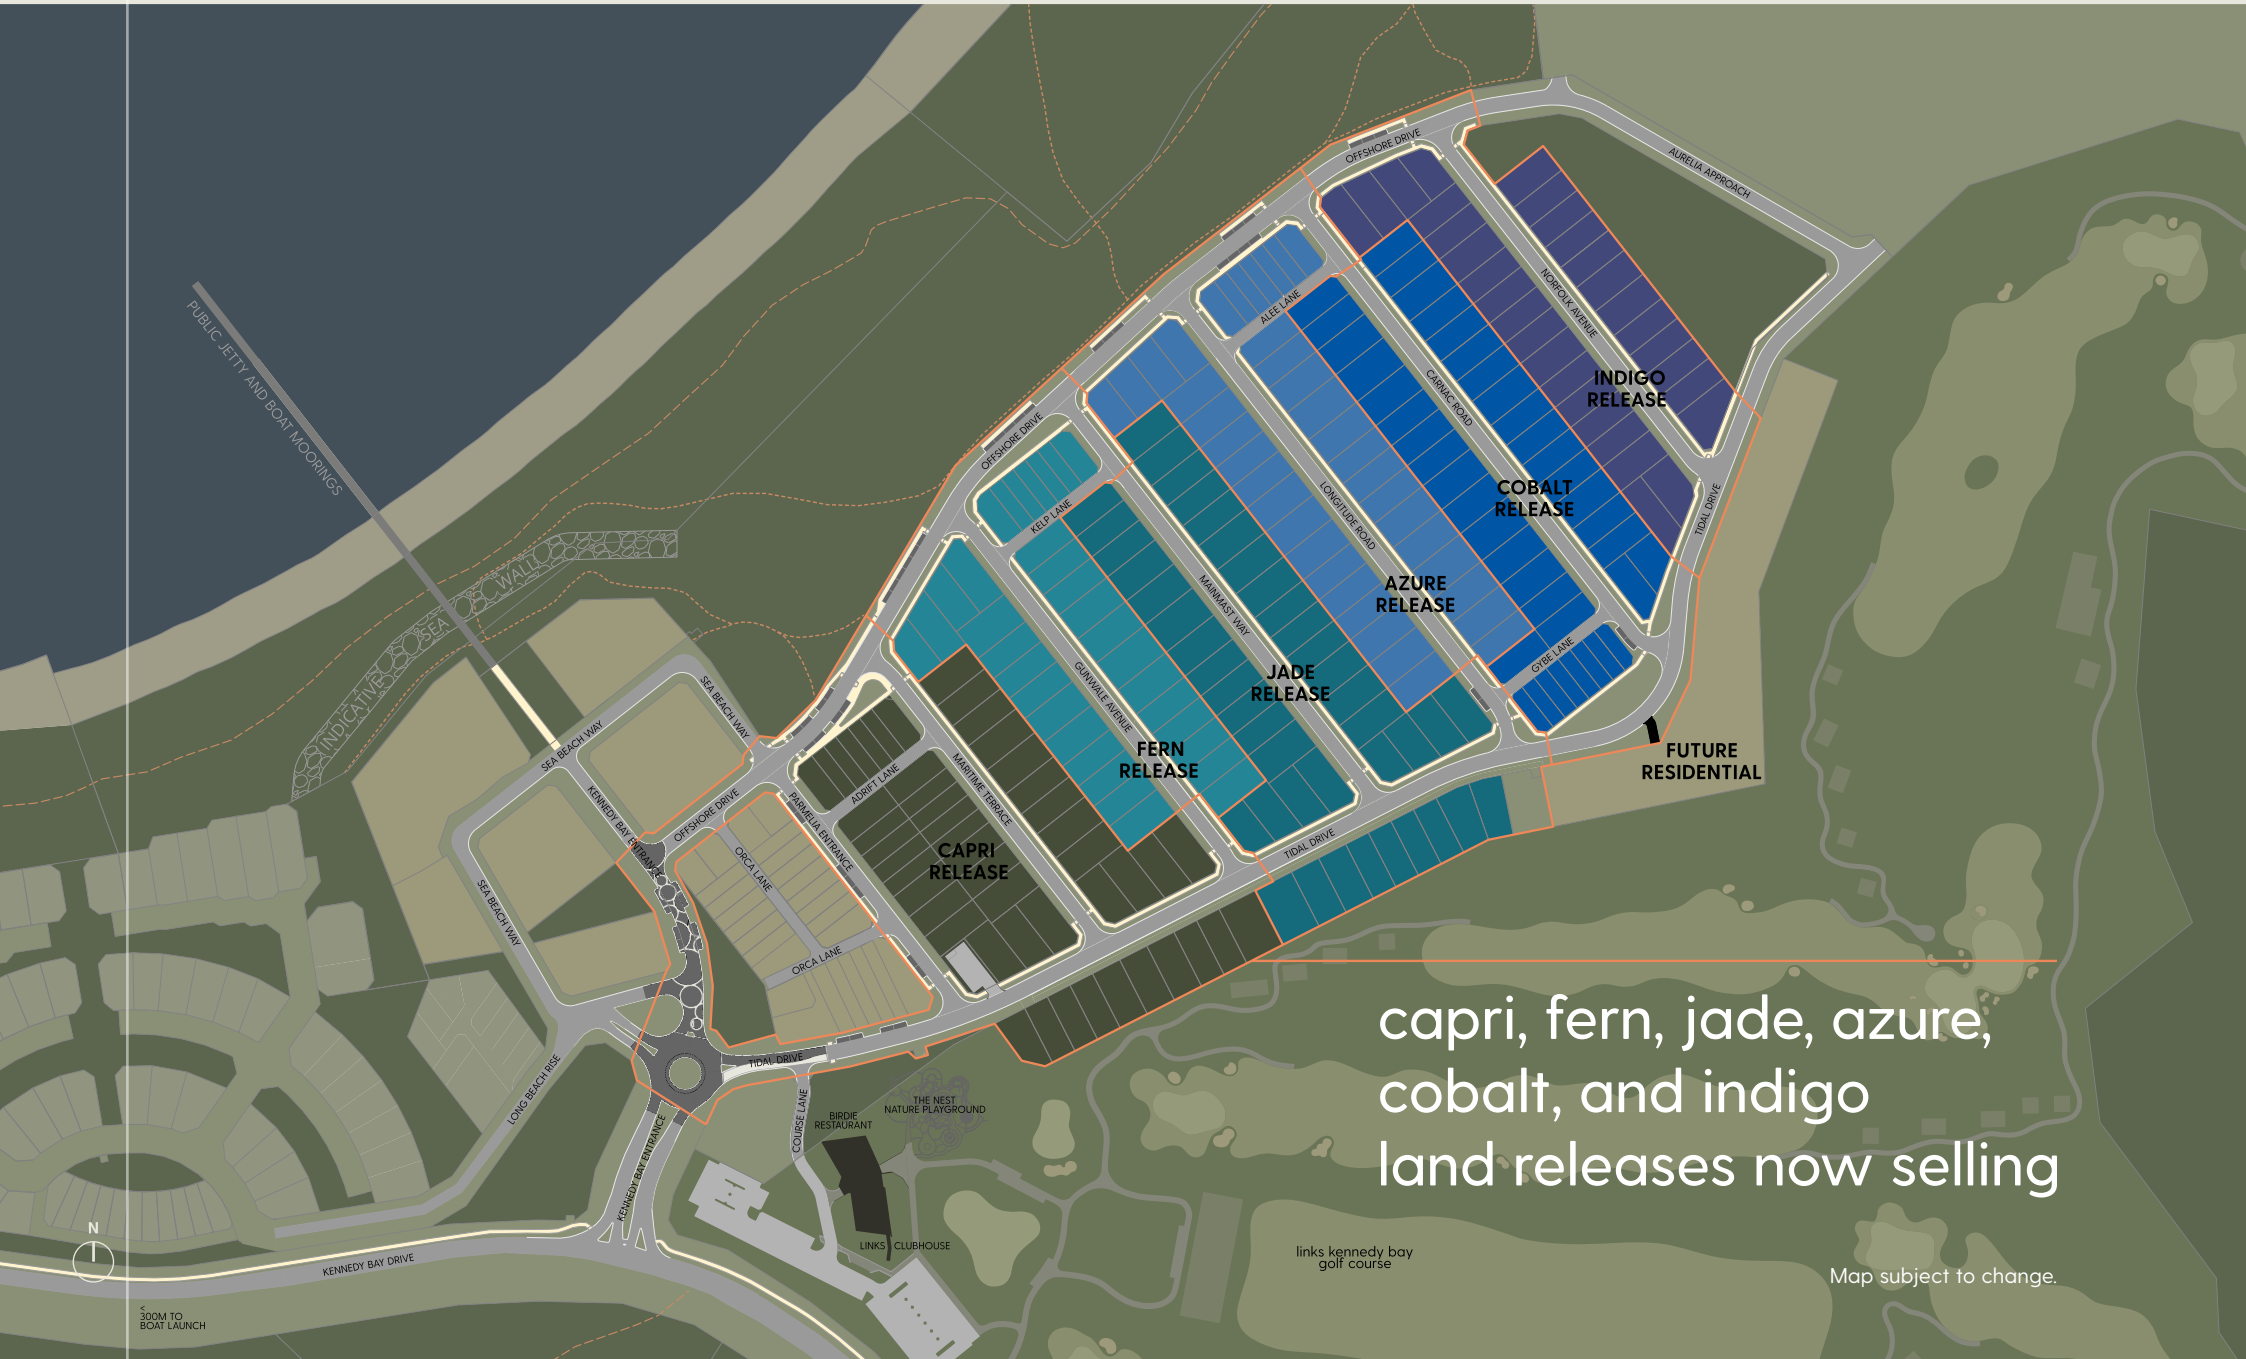 OFFSHORE DRIVE
AURELIA APPROACH
NORFOLK AVENUE
ALEE LANE
PUBLIC JETTY AND BOAT MOORINGS
INDIGO
RELEASE
CARNAC ROAD
OFFSHORE DRIVE
COBALT
RELEASE
TIDAL DRIVE
LONGITUDE ROAD
KELP LANE
INDICATIVE SEA WALL
AZURE
RELEASE
MAINMAST WAY
GYBE LANE
JADE
RELEASE
GUNWALE AVENUE
SEA BEACH WAY
SEA BEACH WAY
FERN
RELEASE
FUTURE
RESIDENTIAL
ADRIFT LANE
MARITIME TERRACE
KENNEDY BAY ENTRANCE
OFFSHORE DRIVE
PARMELIA ENTRANCE
TIDAL DRIVE
CAPRI
RELEASE
ORCA LANE
SEA BEACH WAY
ORCA LANE
capri, fern, jade, azure,
cobalt, and indigo
land releases now selling
TIDAL DRIVE
LONG BEACH RISE
COURSE LANE
THE NEST
NATURE PLAYGROUND
BIRDIE
RESTAURANT
KENNEDY BAY ENTRANCE
LINKS CLUBHOUSE
N
KENNEDY BAY DRIVE
links kennedy bay
golf course
Map subject to change.
<
300M TO
BOAT LAUNCH